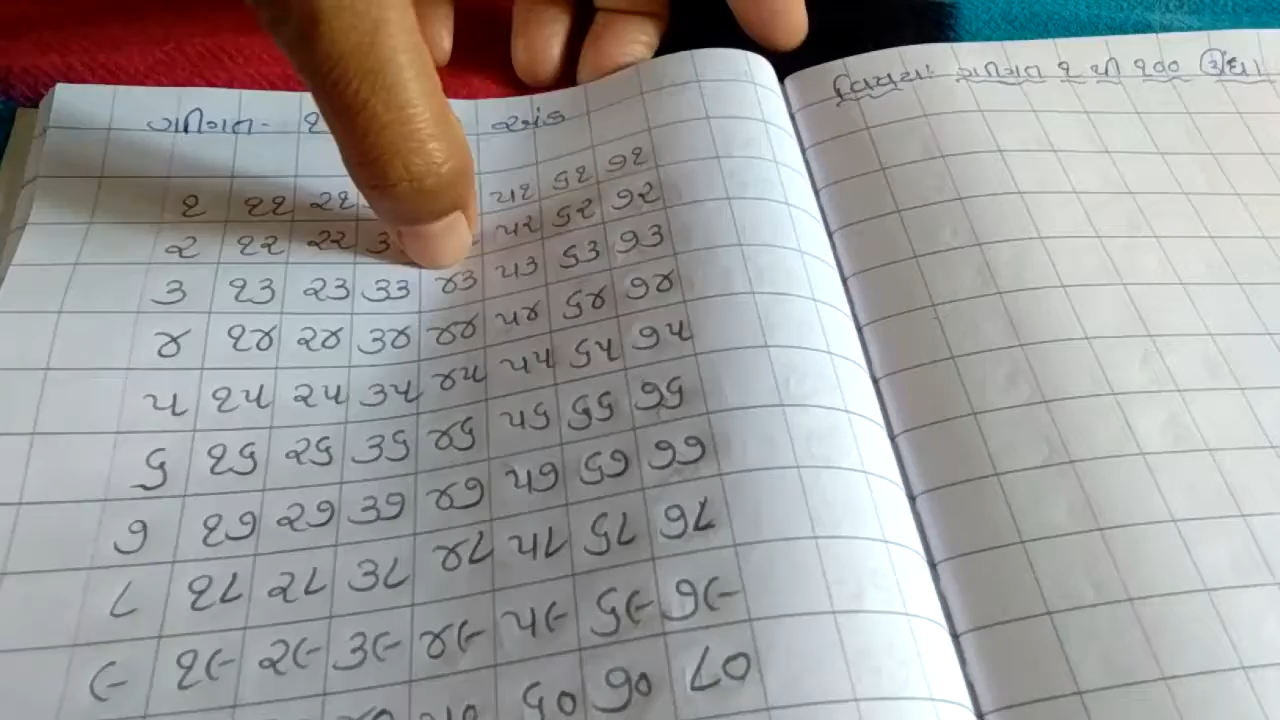 ગણિત - ૧ અંક
૧ ૧૧ ૨૧ ૫૧ ૬૧ ૭૧
૨ ૧૨ ૨૨ ૩ ૫૨ ૬૨ ૭૨
૩ ૧૩ ૨૩ ૩૩ ૪૩ ૫૩ ૬૩ ૭૩
૪ ૧૪ ૨૪ ૩૪ ૪૪ ૫૪ ૬૪ ૭૪
૫ ૧૫ ૨૫ ૩૫ ૪૫ ૫૫ ૬૫ ૭૫
૬ ૧૬ ૨૬ ૩૬ ૪૬ ૫૬ ૬૬ ૭૬
૭ ૧૭ ૨૭ ૩૭ ૪૭ ૫૭ ૬૭ ૭૭
૮ ૧૮ ૨૮ ૩૮ ૪૮ ૫૮ ૬૮ ૭૮
૯ ૧૯ ૨૯ ૩૯ ૪૯ ૫૯ ૬૯ ૭૯
૬૦ ૭૦ ૮૦
વિષય: ગણિત ૧ થી ૧૦૦ ઊંધા